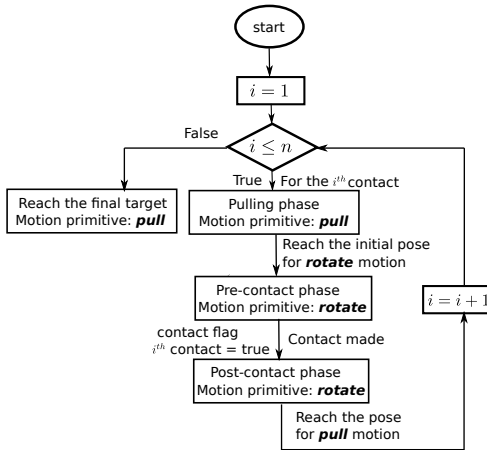 start
i = 1
i ≤ n
False
True
For the i^th contact
Reach the final target
Motion primitive: pull
Pulling phase
Motion primitive: pull
Reach the initial pose
for rotate motion
Pre-contact phase
Motion primitive: rotate
i = i + 1
contact flag
i^th contact = true
Contact made
Post-contact phase
Motion primitive: rotate
Reach the pose
for pull motion